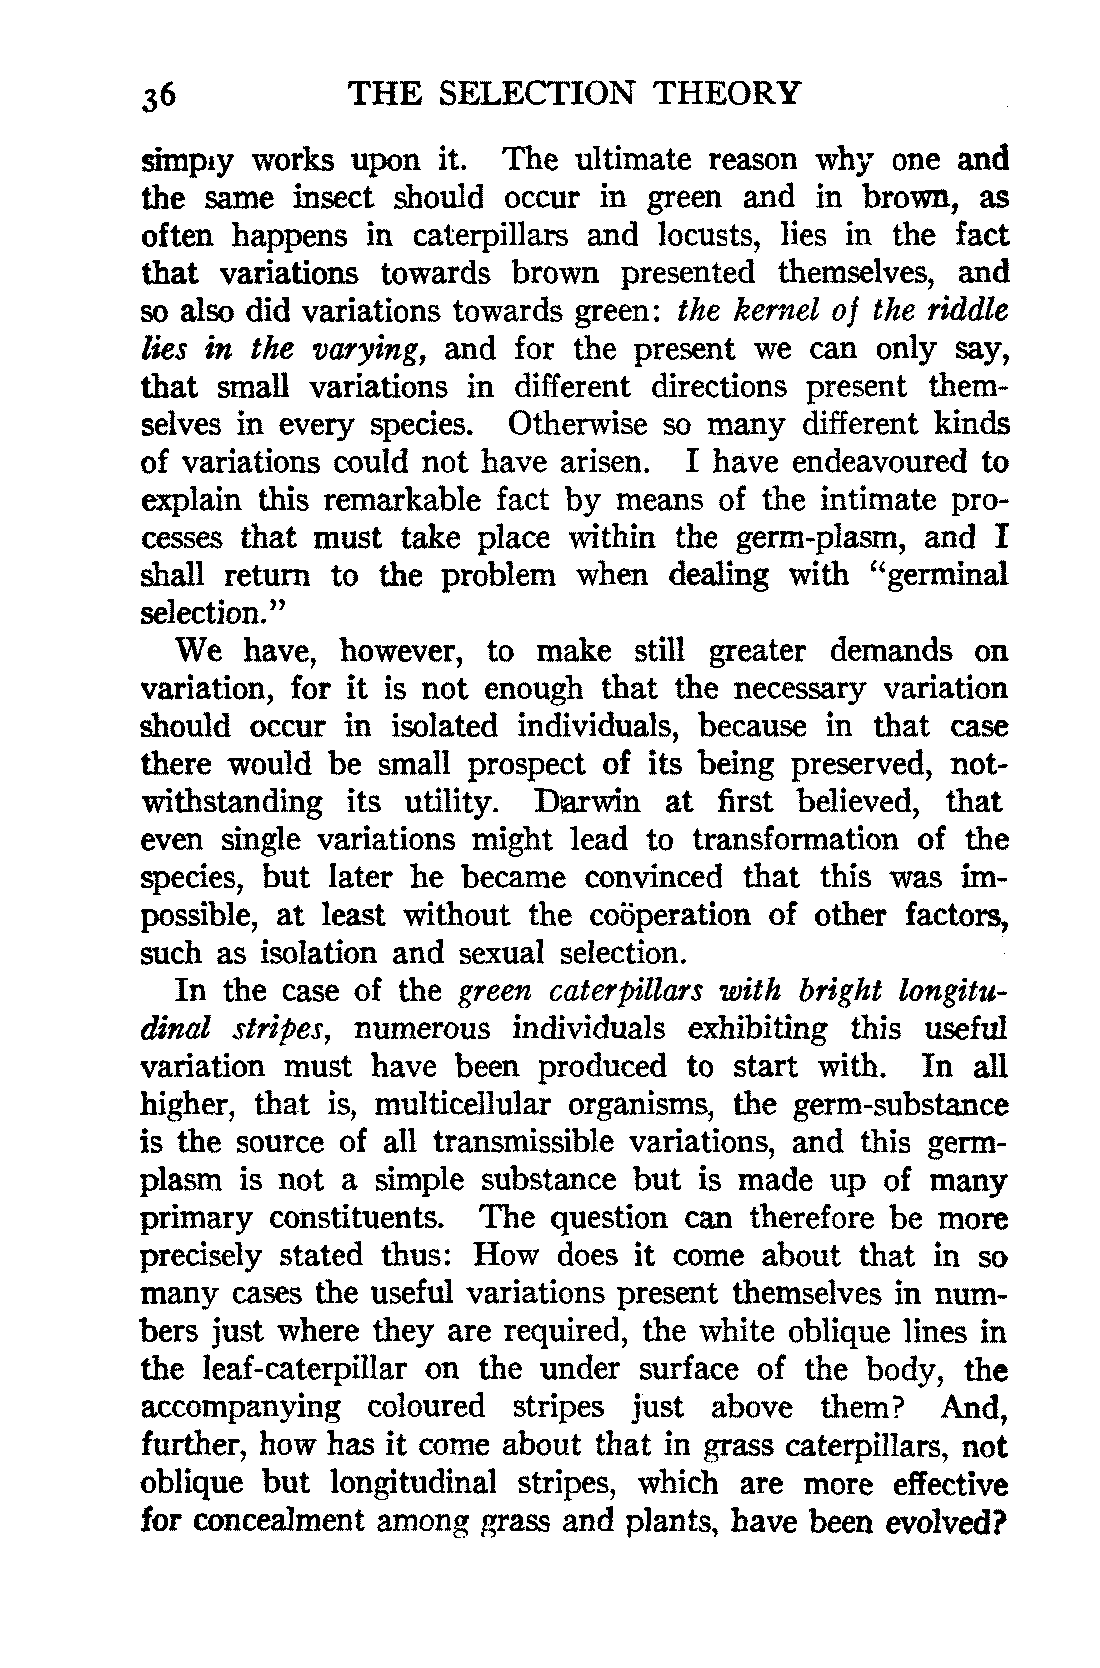 36 THE SELECTION THEORY
simply works upon it. The ultimate reason why one and
the same insect should occur in green and in brown, as
often happens in caterpillars and locusts, lies in the fact
that variations towards brown presented themselves, and
so also did variations towards green: the kernel of the riddle
lies in the varying, and for the present we can only say,
that small variations in different directions present them-
selves in every species. Otherwise so many different kinds
of variations could not have arisen. I have endeavoured to
explain this remarkable fact by means of the intimate pro-
cesses that must take place within the germ-plasm, and I
shall return to the problem when dealing with "germinal
selection."
We have, however, to make still greater demands on
variation, for it is not enough that the necessary variation
should occur in isolated individuals, because in that case
there would be small prospect of its being preserved, not-
withstanding its utility. Darwin at first believed, that
even single variations might lead to transformation of the
species, but later he became convinced that this was im-
possible, at least without the coöperation of other factors,
such as isolation and sexual selection.
In the case of the green caterpillars with bright longitu-
dinal stripes, numerous individuals exhibiting this useful
variation must have been produced to start with. In all
higher, that is, multicellular organisms, the germ-substance
is the source of all transmissible variations, and this germ-
plasm is not a simple substance but is made up of many
primary constituents. The question can therefore be more
precisely stated thus: How does it come about that in so
many cases the useful variations present themselves in num-
bers just where they are required, the white oblique lines in
the leaf-caterpillar on the under surface of the body, the
accompanying coloured stripes just above them? And,
further, how has it come about that in grass caterpillars, not
oblique but longitudinal stripes, which are more effective
for concealment among grass and plants, have been evolved?